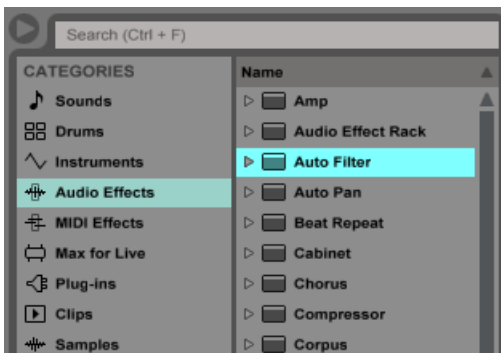 Search (Ctrl + F)
CATEGORIES
Sounds
Drums
Instruments
Audio Effects
MIDI Effects
Max for Live
Plug-ins
Clips
Samples
Name
Amp
Audio Effect Rack
Auto Filter
Auto Pan
Beat Repeat
Cabinet
Chorus
Compressor
Corpus